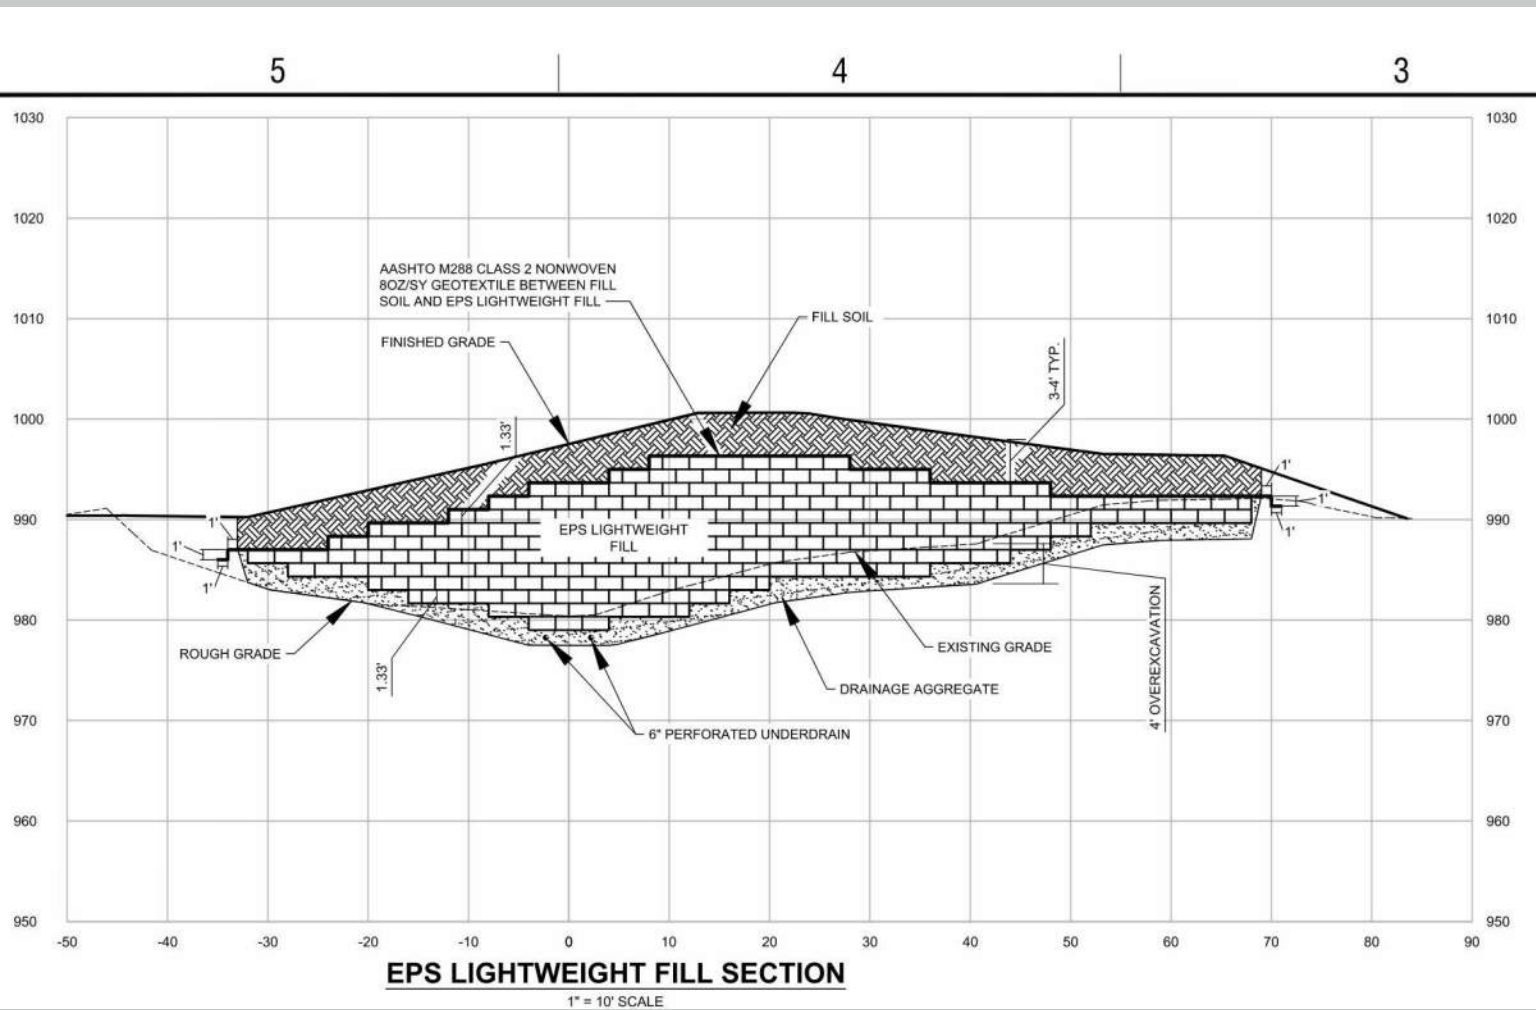 5
4
3
1030
1030
1020
1020
AASHTO M288 CLASS 2 NONWOVEN
8OZ/SY GEOTEXTILE BETWEEN FILL
SOIL AND EPS LIGHTWEIGHT FILL
1010
FILL SOIL
1010
FINISHED GRADE
3-4' TYP.
1000
1000
1.33'
1'
1'
990
1'
EPS LIGHTWEIGHT
FILL
1'
990
1'
1'
980
980
4' OVEREXCAVATION
ROUGH GRADE
EXISTING GRADE
1.33'
DRAINAGE AGGREGATE
970
6" PERFORATED UNDERDRAIN
970
960
960
950
950
-50 -40 -30 -20 -10 0 10 20 30 40 50 60 70 80 90
EPS LIGHTWEIGHT FILL SECTION
1" = 10' SCALE